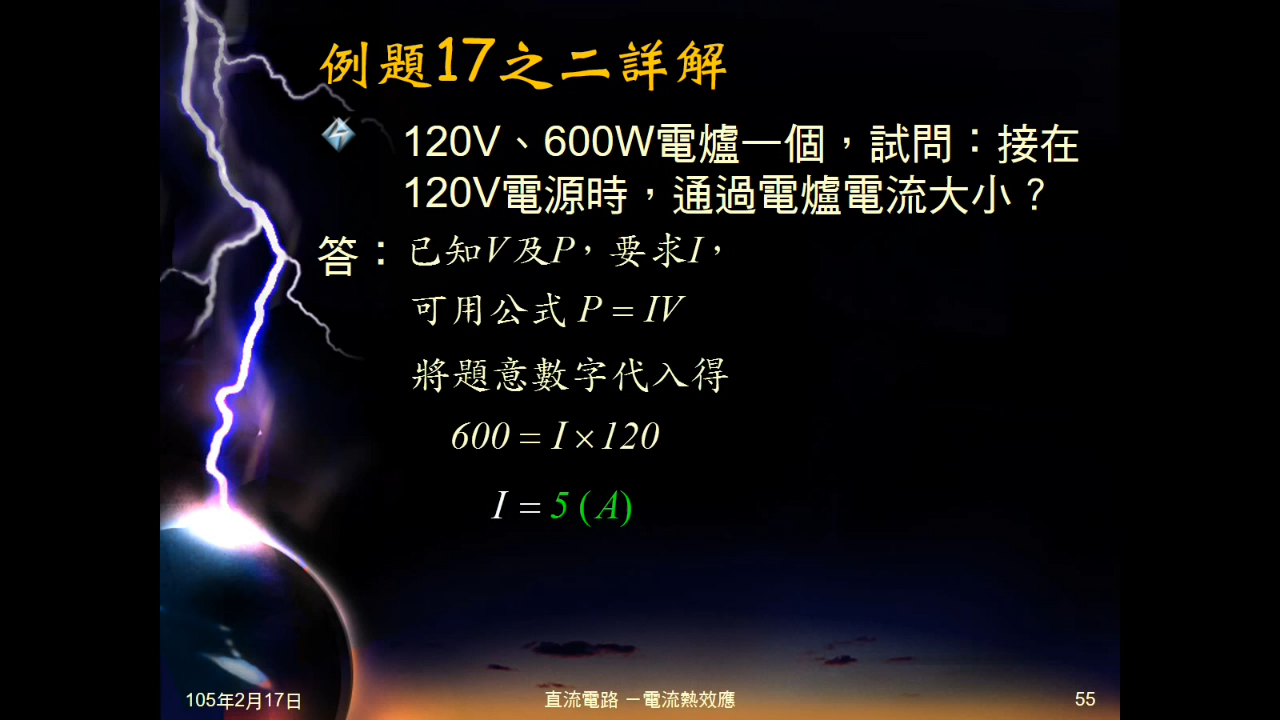 例題17之二詳解
120V、600W電爐一個，試問：接在
120V電源時，通過電爐電流大小？
答：已知V及P，要求I，
可用公式 P = IV
將題意數字代入得
600 = I × 120
I = 5 ( A)
105年2月17日
直流電路 －電流熱效應
55